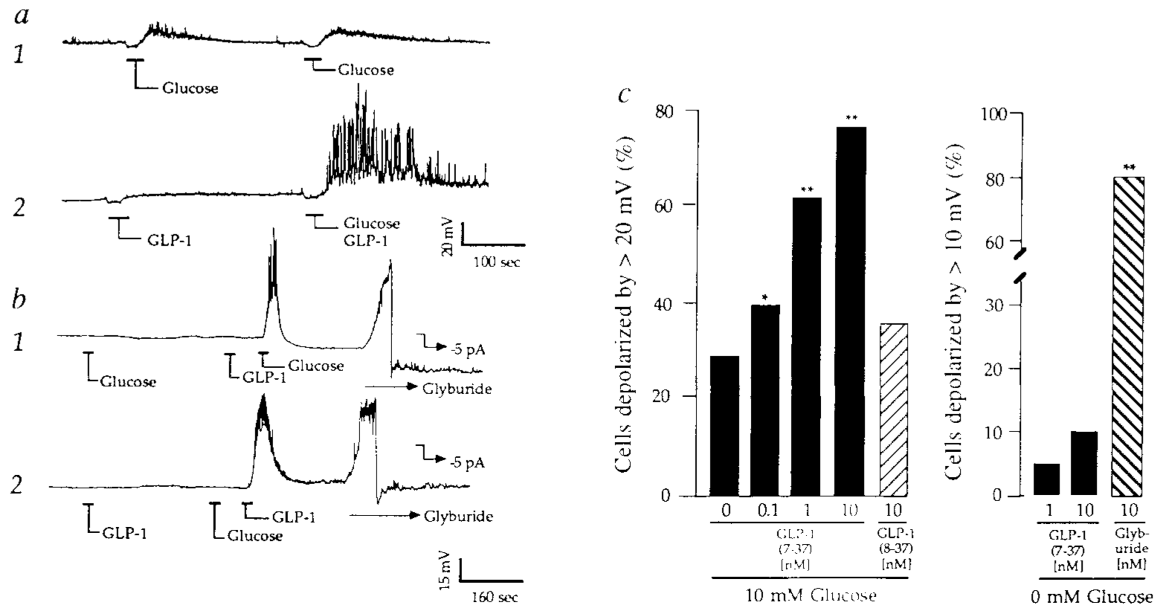 a
1
Glucose
Glucose
2
GLP-1
Glucose
GLP-1
20 mV
100 sec
b
1
Glucose
GLP-1
Glucose
-5 pA
Glyburide
2
GLP-1
Glucose
GLP-1
-5 pA
Glyburide
15 mV
160 sec
c
Cells depolarized by > 20 mV (%)
80
60
40
20
0
*
**
**
0 0.1 1 10 10
GLP-1
(7-37)
[nM]
GLP-1
(8-37)
[nM]
10 mM Glucose
Cells depolarized by > 10 mV (%)
100
80
60
30
20
10
0
**
1 10 10
GLP-1
(7-37)
[nM]
Glyb-
uride
[nM]
0 mM Glucose